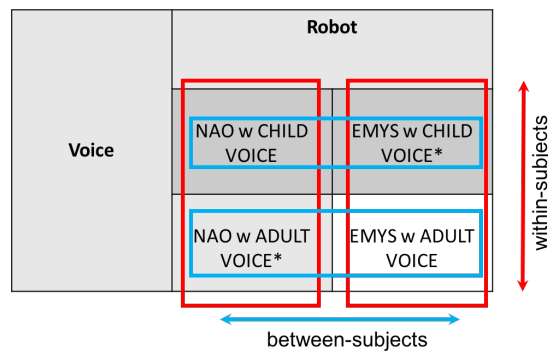 Robot
Voice
NAO w CHILD
VOICE
EMYS w CHILD
VOICE*
NAO w ADULT
VOICE*
EMYS w ADULT
VOICE
within-subjects
between-subjects